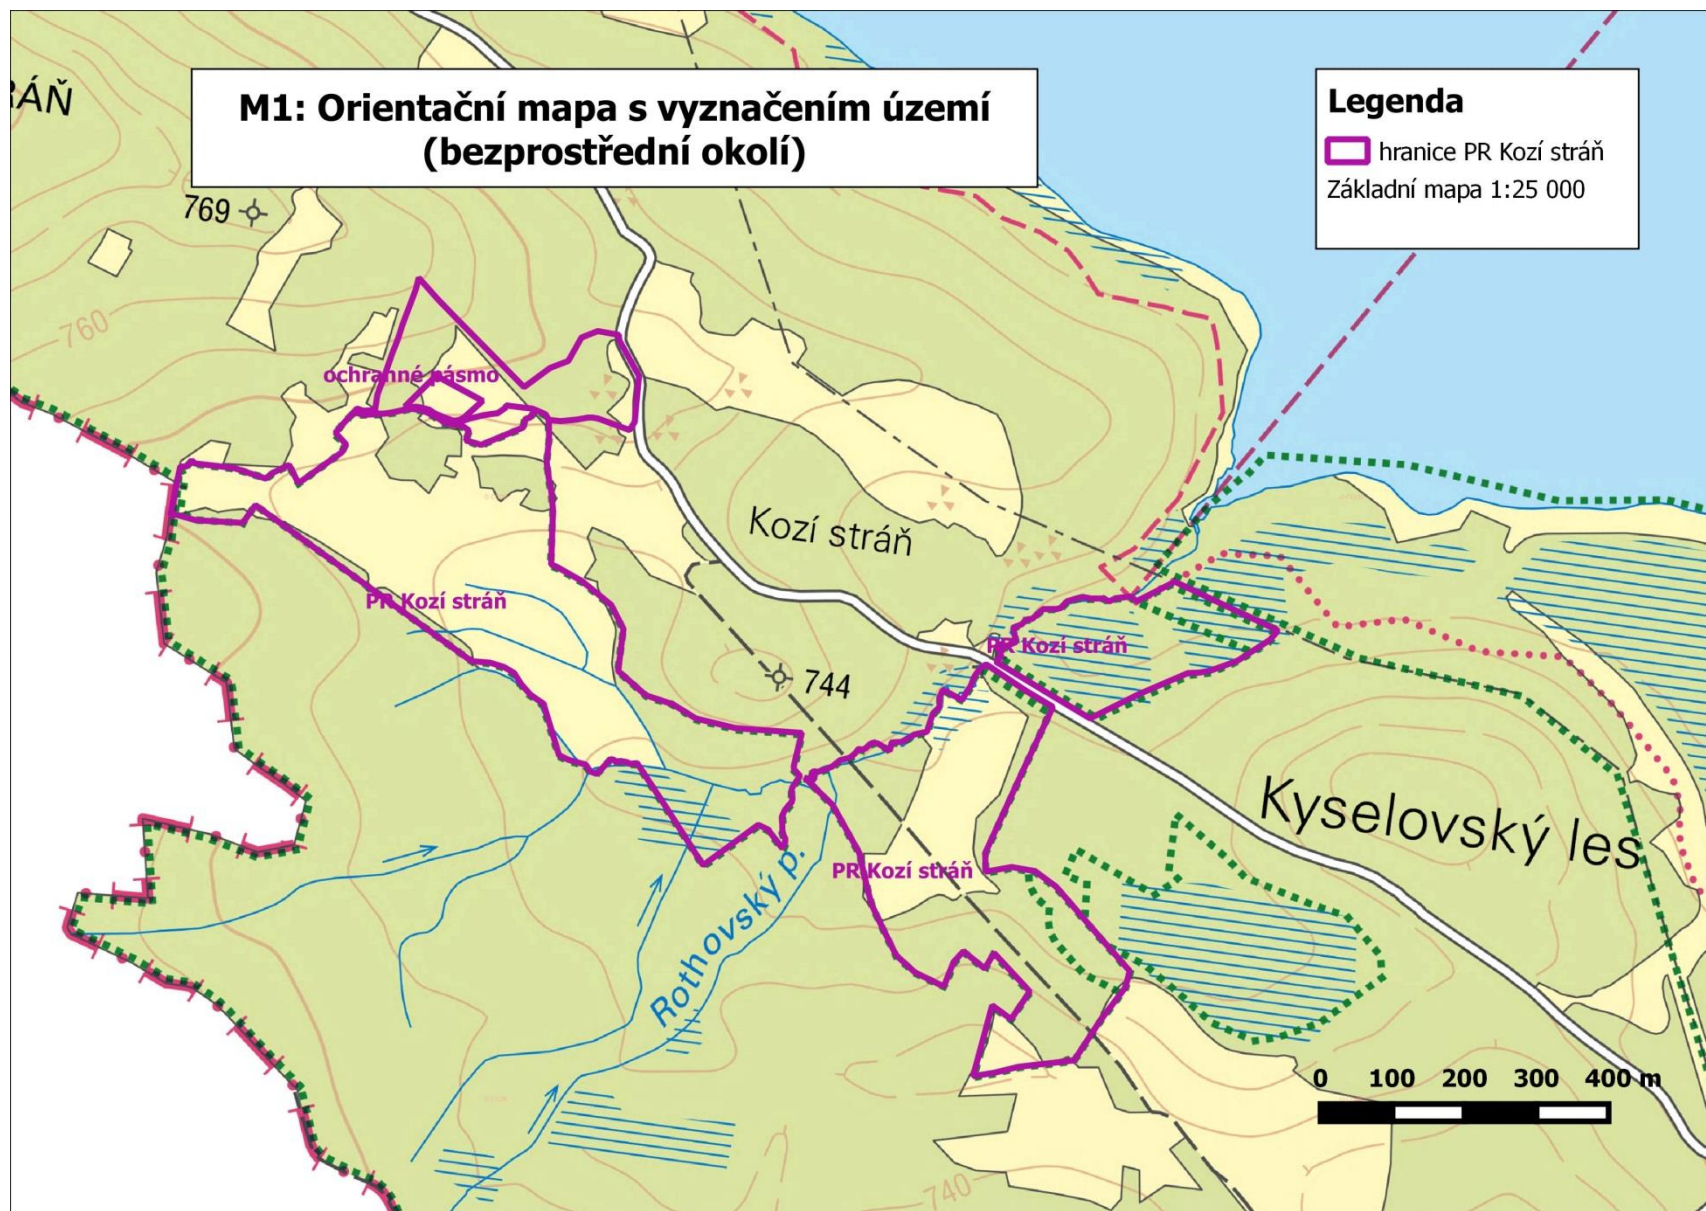 RÁŇ
M1: Orientační mapa s vyznačením území
(bezprostřední okolí)
Legenda
hranice PR Kozí stráň
Základní mapa 1:25 000
769
760
ochranné pásmo
Kozí stráň
PR Kozí stráň
PR Kozí stráň
744
Kyselovský les
PR Kozí stráň
Rothovský p.
0 100 200 300 400 m
740